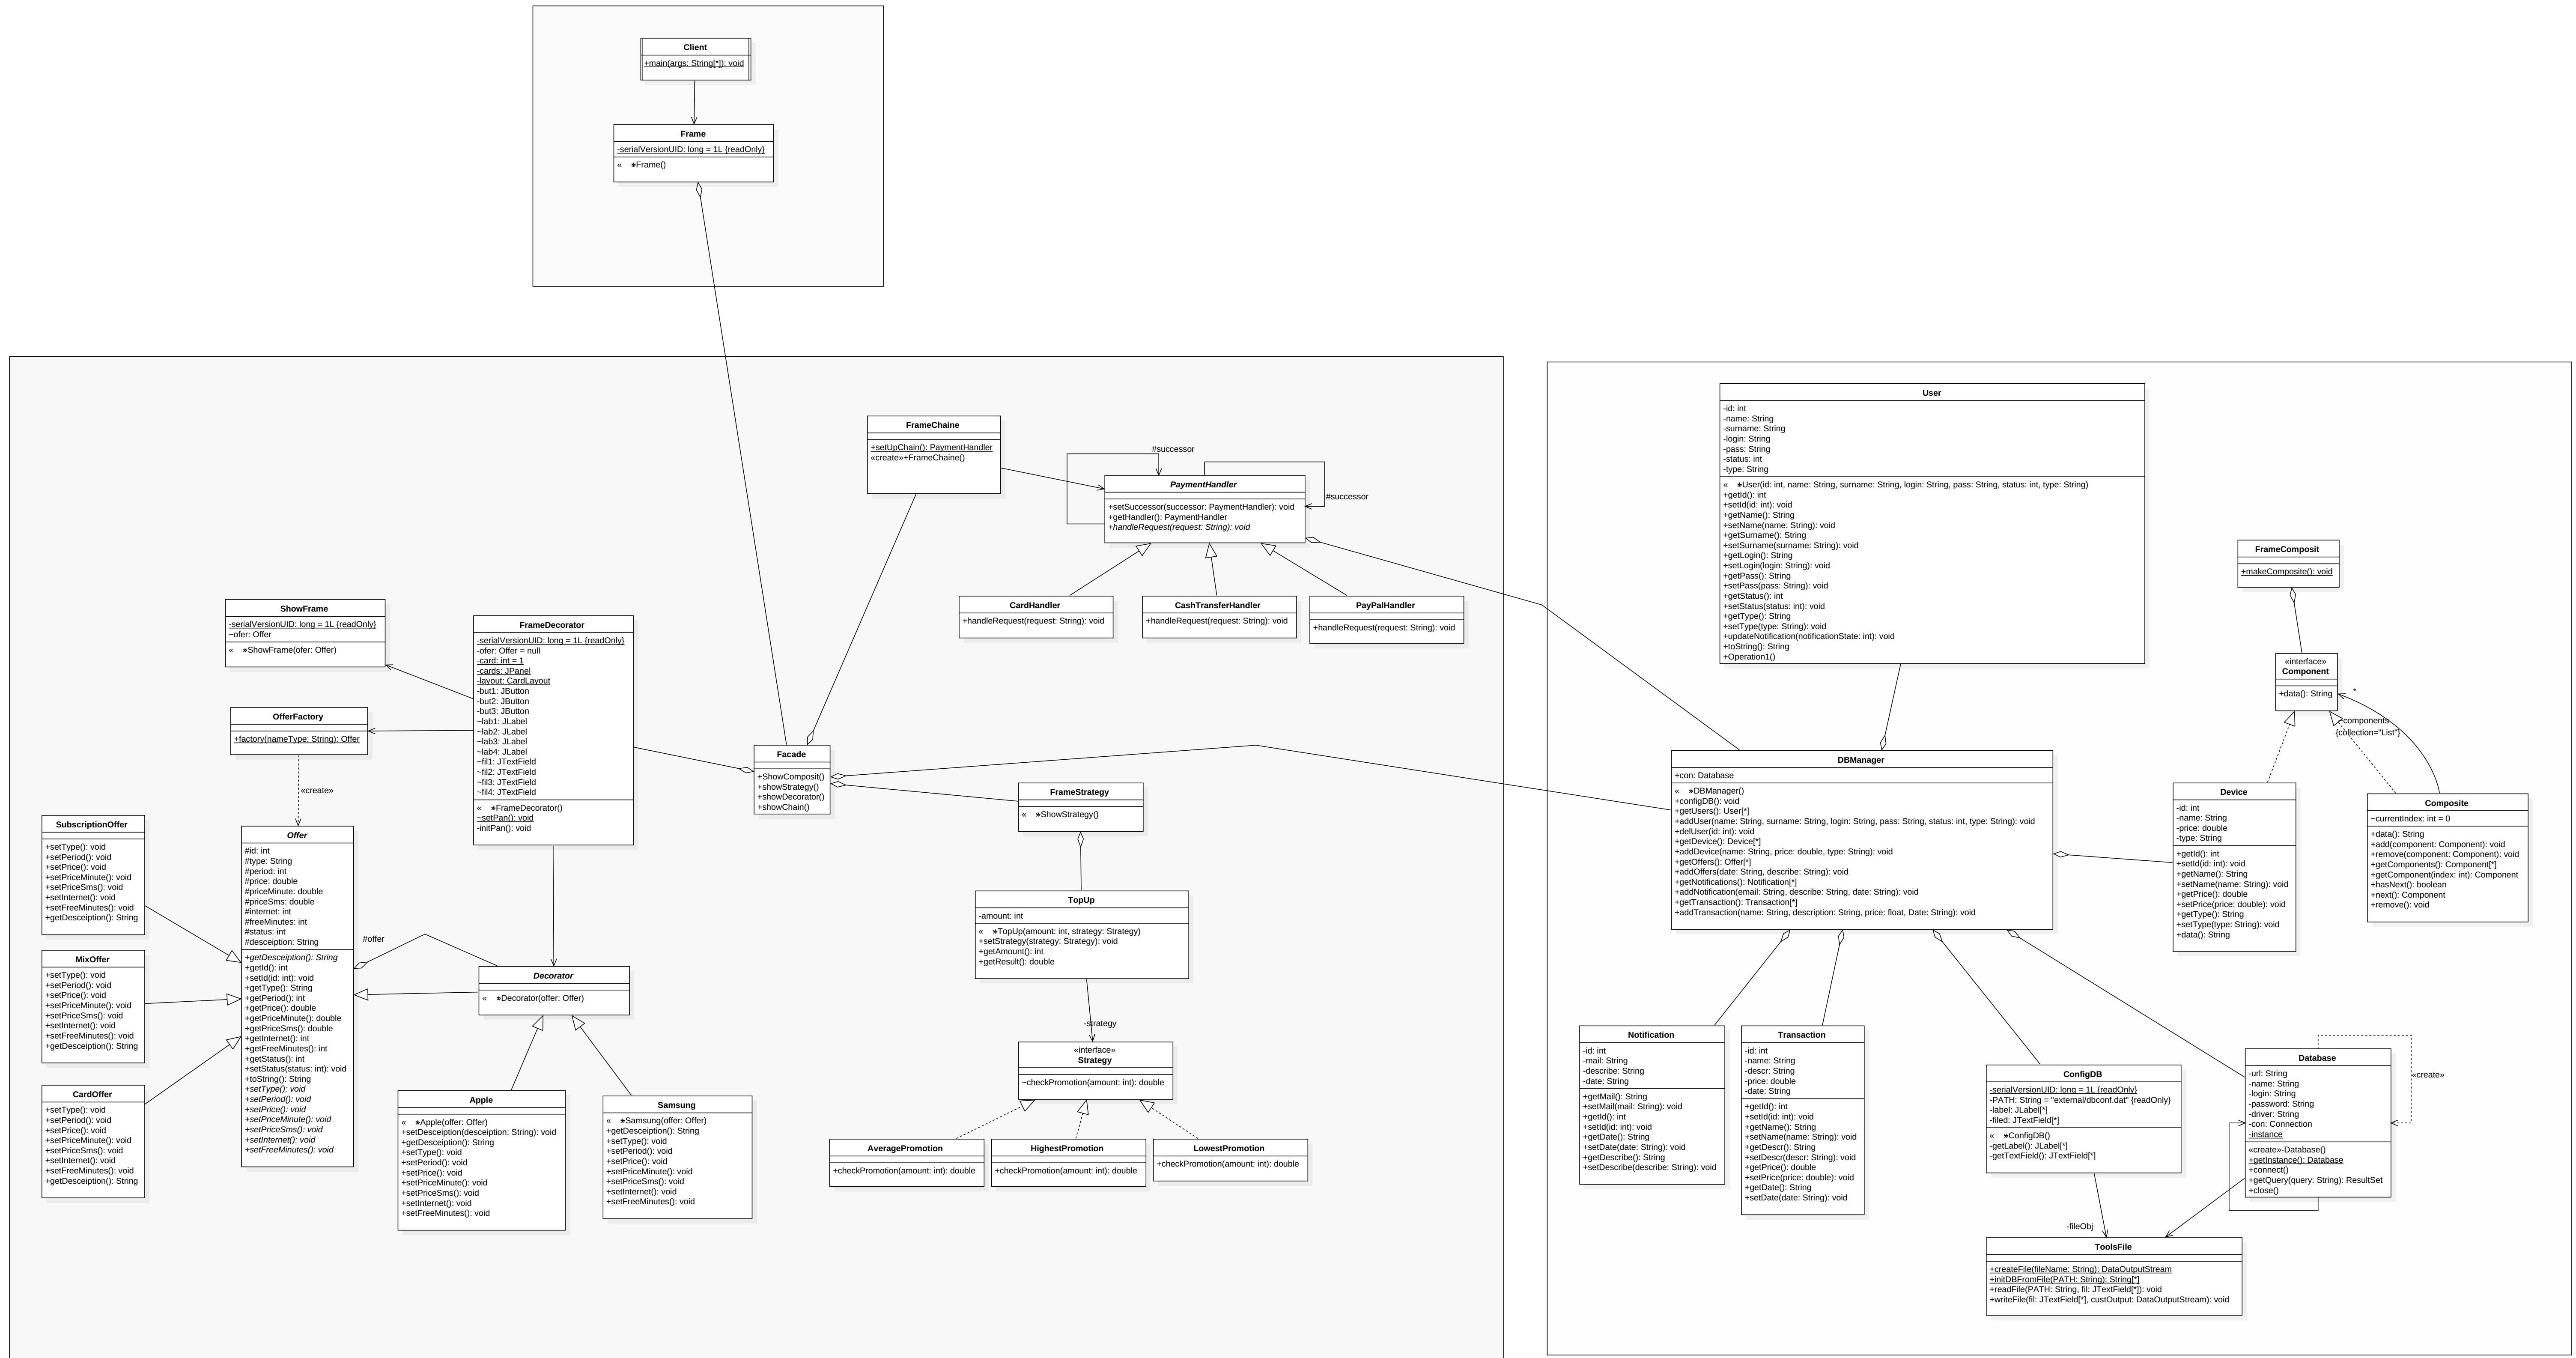 Client
+main(args: String[*]): void
Frame
-serialVersionUID: long = 1L {readOnly}
« »+Frame()
FrameChaine
+setUpChain(): PaymentHandler
«create»+FrameChaine()
#successor
#successor
PaymentHandler
+setSuccessor(successor: PaymentHandler): void
+getHandler(): PaymentHandler
+handleRequest(request: String): void
CardHandler
+handleRequest(request: String): void
CashTransferHandler
+handleRequest(request: String): void
PayPalHandler
+handleRequest(request: String): void
ShowFrame
-serialVersionUID: long = 1L {readOnly}
~ofer: Offer
« »+ShowFrame(ofer: Offer)
FrameDecorator
-serialVersionUID: long = 1L {readOnly}
-ofer: Offer = null
-card: int = 1
-cards: JPanel
-layout: CardLayout
-but1: JButton
-but2: JButton
-but3: JButton
~lab1: JLabel
~lab2: JLabel
~lab3: JLabel
~lab4: JLabel
~fil1: JTextField
~fil2: JTextField
~fil3: JTextField
~fil4: JTextField
« »+FrameDecorator()
~setPan(): void
-initPan(): void
OfferFactory
+factory(nameType: String): Offer
«create»
Facade
+ShowComposit()
+showStrategy()
+showDecorator()
+showChain()
FrameStrategy
« »+ShowStrategy()
SubscriptionOffer
+setType(): void
+setPeriod(): void
+setPrice(): void
+setPriceMinute(): void
+setPriceSms(): void
+setInternet(): void
+setFreeMinutes(): void
+getDesceiption(): String
MixOffer
+setType(): void
+setPeriod(): void
+setPrice(): void
+setPriceMinute(): void
+setPriceSms(): void
+setInternet(): void
+setFreeMinutes(): void
+getDesceiption(): String
CardOffer
+setType(): void
+setPeriod(): void
+setPrice(): void
+setPriceMinute(): void
+setPriceSms(): void
+setInternet(): void
+setFreeMinutes(): void
+getDesceiption(): String
Offer
#id: int
#type: String
#period: int
#price: double
#priceMinute: double
#priceSms: double
#internet: int
#freeMinutes: int
#status: int
#desceiption: String
+getDesceiption(): String
+getId(): int
+setId(id: int): void
+getType(): String
+getPeriod(): int
+getPrice(): double
+getPriceMinute(): double
+getPriceSms(): double
+getInternet(): int
+getFreeMinutes(): int
+getStatus(): int
+setStatus(status: int): void
+toString(): String
+setType(): void
+setPeriod(): void
+setPrice(): void
+setPriceMinute(): void
+setPriceSms(): void
+setInternet(): void
+setFreeMinutes(): void
#offer
Decorator
« »+Decorator(offer: Offer)
Apple
« »+Apple(offer: Offer)
+setDesceiption(desceiption: String): void
+getDesceiption(): String
+setType(): void
+setPeriod(): void
+setPrice(): void
+setPriceMinute(): void
+setPriceSms(): void
+setInternet(): void
+setFreeMinutes(): void
Samsung
« »+Samsung(offer: Offer)
+getDesceiption(): String
+setType(): void
+setPeriod(): void
+setPrice(): void
+setPriceMinute(): void
+setPriceSms(): void
+setInternet(): void
+setFreeMinutes(): void
TopUp
-amount: int
« »+TopUp(amount: int, strategy: Strategy)
+setStrategy(strategy: Strategy): void
+getAmount(): int
+getResult(): double
-strategy
«interface»
Strategy
~checkPromotion(amount: int): double
AveragePromotion
+checkPromotion(amount: int): double
HighestPromotion
+checkPromotion(amount: int): double
LowestPromotion
+checkPromotion(amount: int): double
User
-id: int
-name: String
-surname: String
-login: String
-pass: String
-status: int
-type: String
« »+User(id: int, name: String, surname: String, login: String, pass: String, status: int, type: String)
+getId(): int
+setId(id: int): void
+getName(): String
+setName(name: String): void
+getSurname(): String
+setSurname(surname: String): void
+getLogin(): String
+setLogin(login: String): void
+getPass(): String
+setPass(pass: String): void
+getStatus(): int
+setStatus(status: int): void
+getType(): String
+setType(type: String): void
+updateNotification(notificationState: int): void
+toString(): String
+Operation1()
FrameComposit
+makeComposite(): void
«interface»
Component
+data(): String
*
~components
{collection="List"}
DBManager
+con: Database
« »+DBManager()
+configDB(): void
+getUsers(): User[*]
+addUser(name: String, surname: String, login: String, pass: String, status: int, type: String): void
+delUser(id: int): void
+getDevice(): Device[*]
+addDevice(name: String, price: double, type: String): void
+getOffers(): Offer[*]
+addOffers(date: String, describe: String): void
+getNotifications(): Notification[*]
+addNotification(email: String, describe: String, date: String): void
+getTransaction(): Transaction[*]
+addTransaction(name: String, description: String, price: float, Date: String): void
Device
-id: int
-name: String
-price: double
-type: String
+getId(): int
+setId(id: int): void
+getName(): String
+setName(name: String): void
+getPrice(): double
+setPrice(price: double): void
+getType(): String
+setType(type: String): void
+data(): String
Composite
~currentIndex: int = 0
+data(): String
+add(component: Component): void
+remove(component: Component): void
+getComponents(): Component[*]
+getComponent(index: int): Component
+hasNext(): boolean
+next(): Component
+remove(): void
Notification
-id: int
-mail: String
-describe: String
-date: String
+getMail(): String
+setMail(mail: String): void
+getId(): int
+setId(id: int): void
+getDate(): String
+setDate(date: String): void
+getDescribe(): String
+setDescribe(describe: String): void
Transaction
-id: int
-name: String
-descr: String
-price: double
-date: String
+getId(): int
+setId(id: int): void
+getName(): String
+setName(name: String): void
+getDescr(): String
+setDescr(descr: String): void
+getPrice(): double
+setPrice(price: double): void
+getDate(): String
+setDate(date: String): void
ConfigDB
-serialVersionUID: long = 1L {readOnly}
-PATH: String = "external/dbconf.dat" {readOnly}
-label: JLabel[*]
-filed: JTextField[*]
« »+ConfigDB()
-getLabel(): JLabel[*]
-getTextField(): JTextField[*]
Database
-url: String
-name: String
-login: String
-password: String
-driver: String
-con: Connection
-instance
«create»-Database()
+getInstance(): Database
+connect()
+getQuery(query: String): ResultSet
+close()
«create»
-fileObj
ToolsFile
+createFile(fileName: String): DataOutputStream
+initDBFromFile(PATH: String): String[*]
+readFile(PATH: String, fil: JTextField[*]): void
+writeFile(fil: JTextField[*], custOutput: DataOutputStream): void